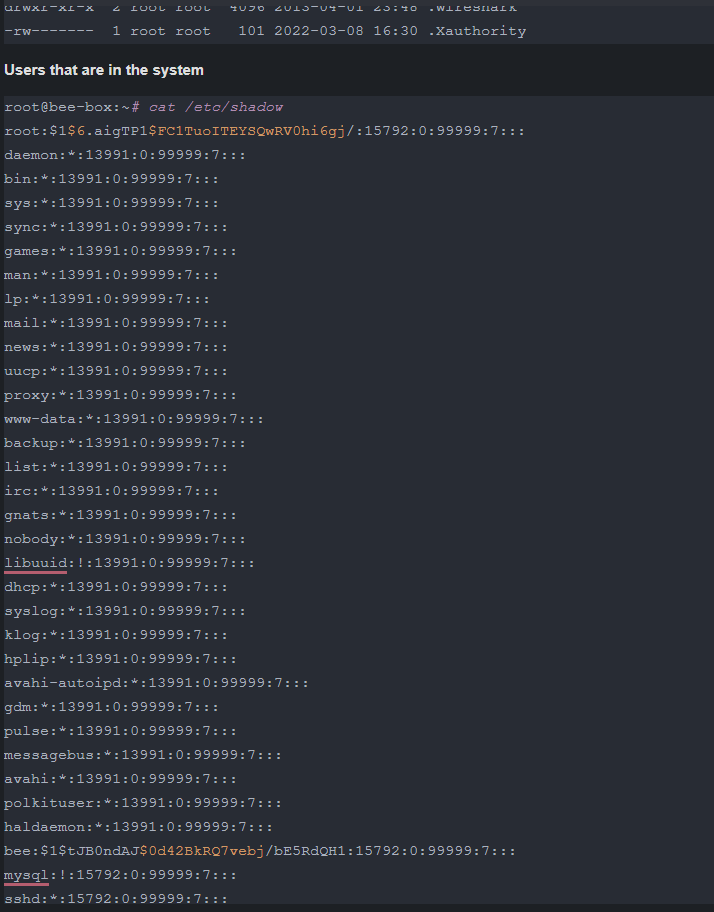 drwxr-xr-x  2 root root  4096 2013-04-01 23:48 .wireshark
-rw-------  1 root root   101 2022-03-08 16:30 .Xauthority
Users that are in the system
root@bee-box:~# cat /etc/shadow
root:$1$6.aigTP1$FC1TuoITEYSQwRV0hi6gj/:15792:0:99999:7:::
daemon:*:13991:0:99999:7:::
bin:*:13991:0:99999:7:::
sys:*:13991:0:99999:7:::
sync:*:13991:0:99999:7:::
games:*:13991:0:99999:7:::
man:*:13991:0:99999:7:::
lp:*:13991:0:99999:7:::
mail:*:13991:0:99999:7:::
news:*:13991:0:99999:7:::
uucp:*:13991:0:99999:7:::
proxy:*:13991:0:99999:7:::
www-data:*:13991:0:99999:7:::
backup:*:13991:0:99999:7:::
list:*:13991:0:99999:7:::
irc:*:13991:0:99999:7:::
gnats:*:13991:0:99999:7:::
nobody:*:13991:0:99999:7:::
libuuid:!:13991:0:99999:7:::
dhcp:*:13991:0:99999:7:::
syslog:*:13991:0:99999:7:::
klog:*:13991:0:99999:7:::
hplip:*:13991:0:99999:7:::
avahi-autoipd:*:13991:0:99999:7:::
gdm:*:13991:0:99999:7:::
pulse:*:13991:0:99999:7:::
messagebus:*:13991:0:99999:7:::
avahi:*:13991:0:99999:7:::
polkituser:*:13991:0:99999:7:::
haldaemon:*:13991:0:99999:7:::
bee:$1$tJB0ndAJ$0d42BkRQ7vebj/bE5RdQH1:15792:0:99999:7:::
mysql:!:15792:0:99999:7:::
sshd:*:15792:0:99999:7:::